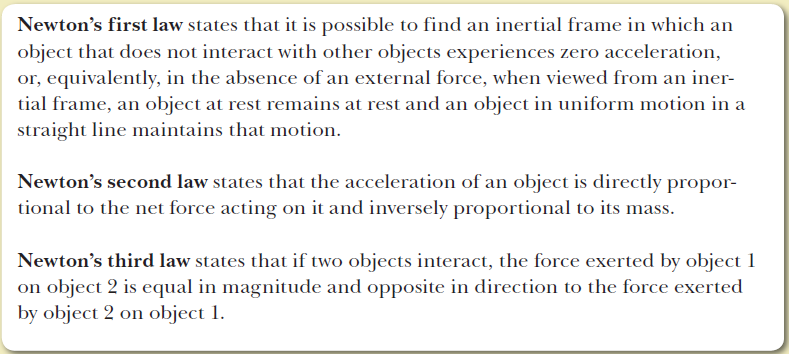 Newton’s first law states that it is possible to find an inertial frame in which an
object that does not interact with other objects experiences zero acceleration,
or, equivalently, in the absence of an external force, when viewed from an iner-
tial frame, an object at rest remains at rest and an object in uniform motion in a
straight line maintains that motion.
Newton’s second law states that the acceleration of an object is directly propor-
tional to the net force acting on it and inversely proportional to its mass.
Newton’s third law states that if two objects interact, the force exerted by object 1
on object 2 is equal in magnitude and opposite in direction to the force exerted
by object 2 on object 1.